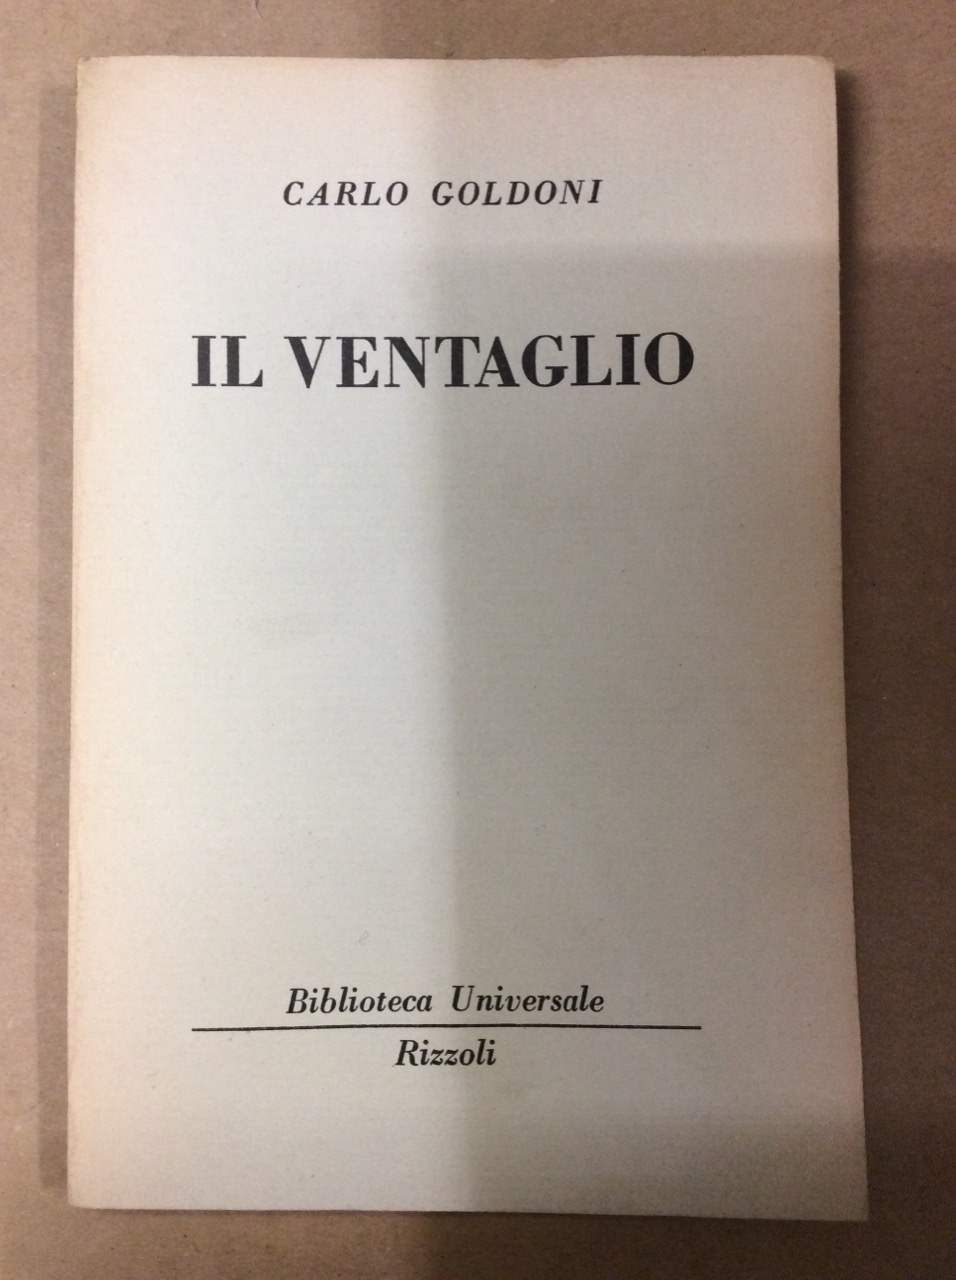 CARLO GOLDONI
IL VENTAGLIO
Biblioteca Universale
Rizzoli